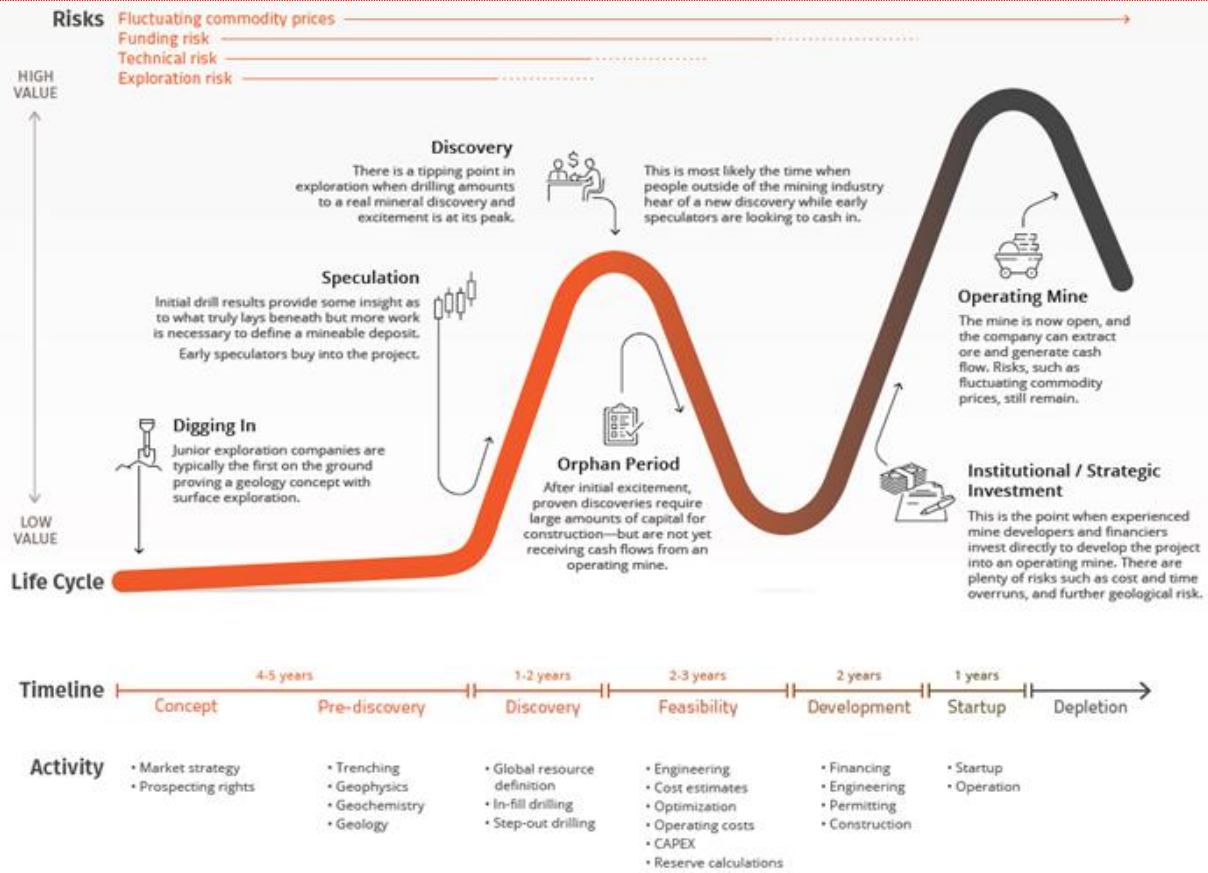 Risks
Fluctuating commodity prices
Funding risk
Technical risk
Exploration risk
HIGH
VALUE
Discovery
There is a tipping point in
exploration when drilling amounts
to a real mineral discovery and
excitement is at its peak.
$
This is most likely the time when
people outside of the mining industry
hear of a new discovery while early
speculators are looking to cash in.
Speculation
Initial drill results provide some insight as
to what truly lays beneath but more work
is necessary to define a mineable deposit.
Early speculators buy into the project.
Operating Mine
The mine is now open, and
the company can extract
ore and generate cash
flow. Risks, such as
fluctuating commodity
prices, still remain.
Digging In
Junior exploration companies are
typically the first on the ground
proving a geology concept with
surface exploration.
Orphan Period
After initial excitement,
proven discoveries require
large amounts of capital for
construction—but are not yet
receiving cash flows from an
operating mine.
Institutional / Strategic
Investment
This is the point when experienced
mine developers and financiers
invest directly to develop the project
into an operating mine. There are
plenty of risks such as cost and time
overruns, and further geological risk.
LOW
VALUE
Life Cycle
Timeline
4-5 years
1-2 years
2-3 years
2 years
1 years
Concept
Pre-discovery
Discovery
Feasibility
Development
Startup
Depletion
Activity
• Market strategy
• Prospecting rights
• Trenching
• Geophysics
• Geochemistry
• Geology
• Global resource
definition
• In-fill drilling
• Step-out drilling
• Engineering
• Cost estimates
• Optimization
• Operating costs
• CAPEX
• Reserve calculations
• Financing
• Engineering
• Permitting
• Construction
• Startup
• Operation